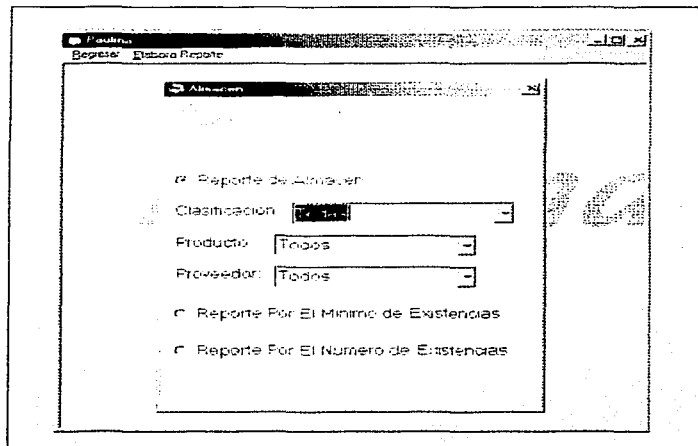 Paulina
Regresar Elabora Reporte
Almacen
Reporte de Almacen
Clasificacion
Producto Todos
Proveedor: Todos
Reporte Por El Minimo de Existencias
Reporte Por El Numero de Existencias